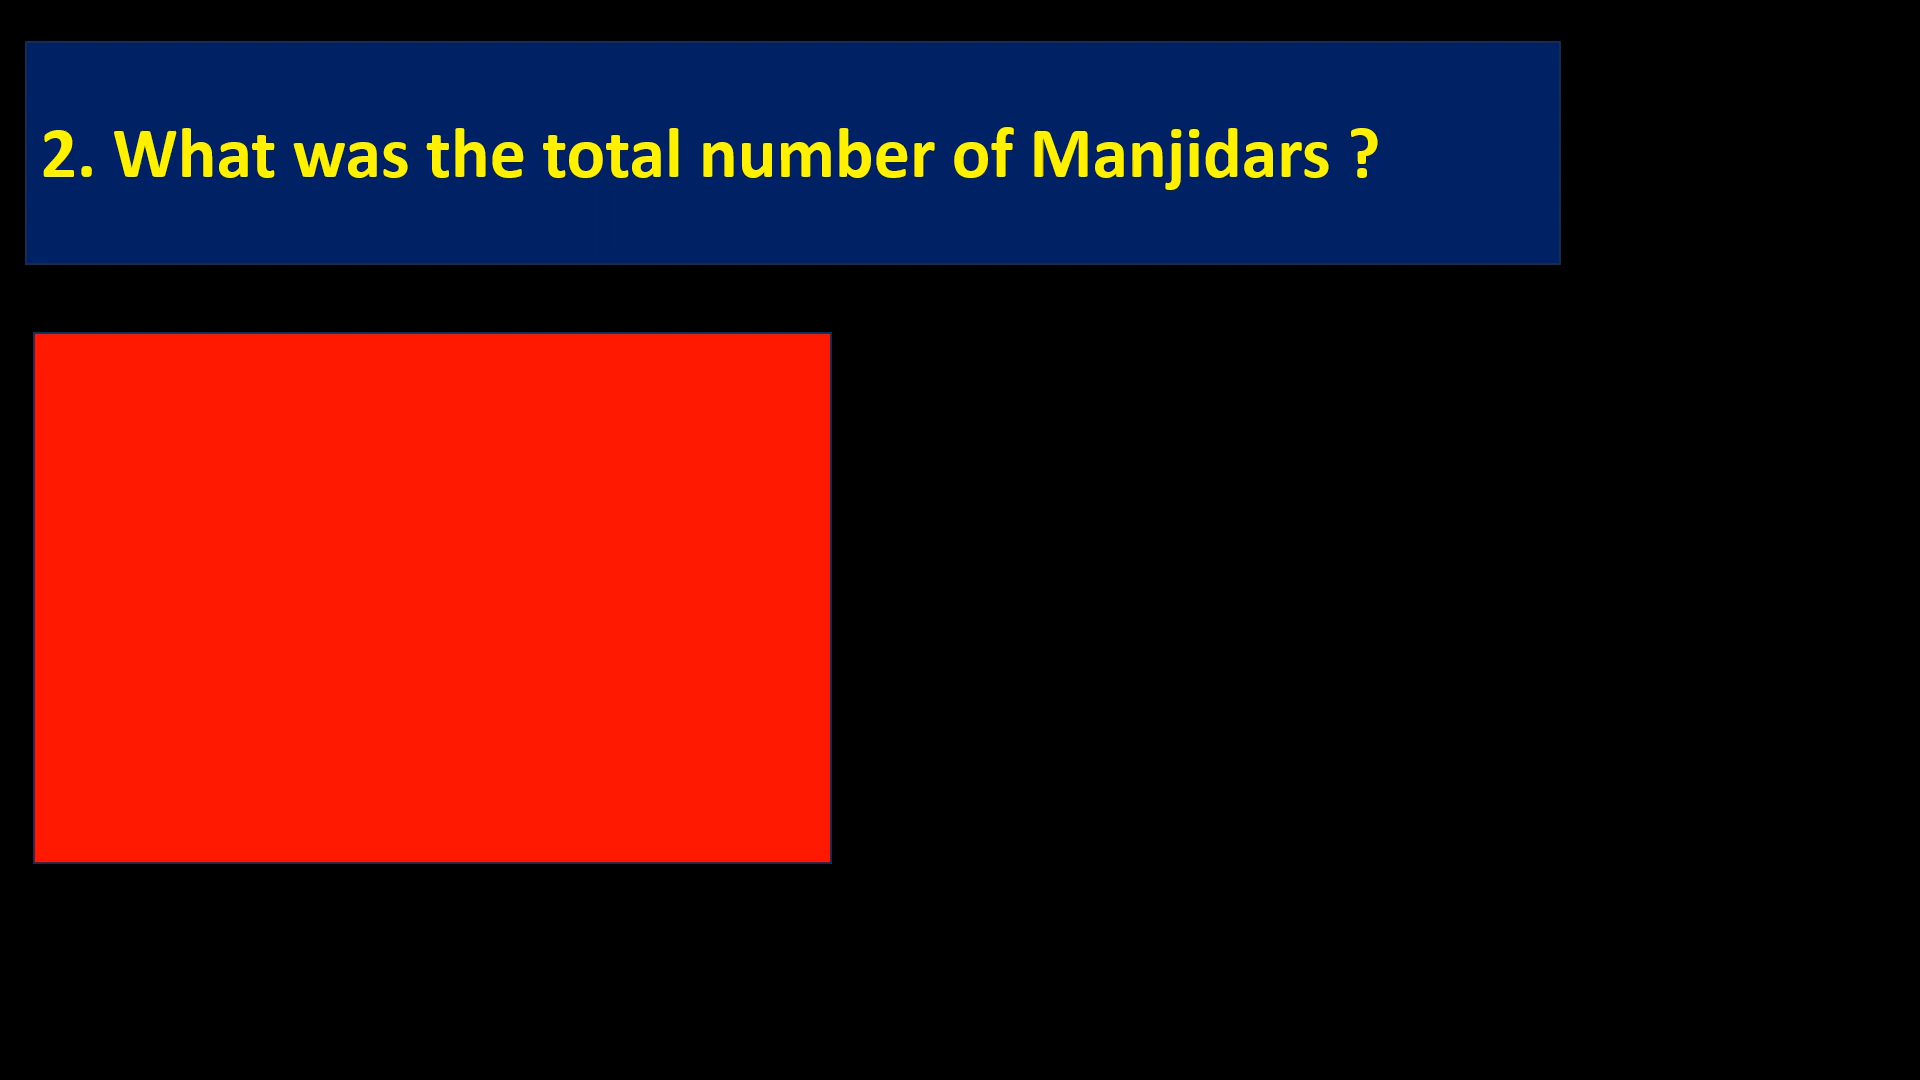 2. What was the total number of Manjidars ?